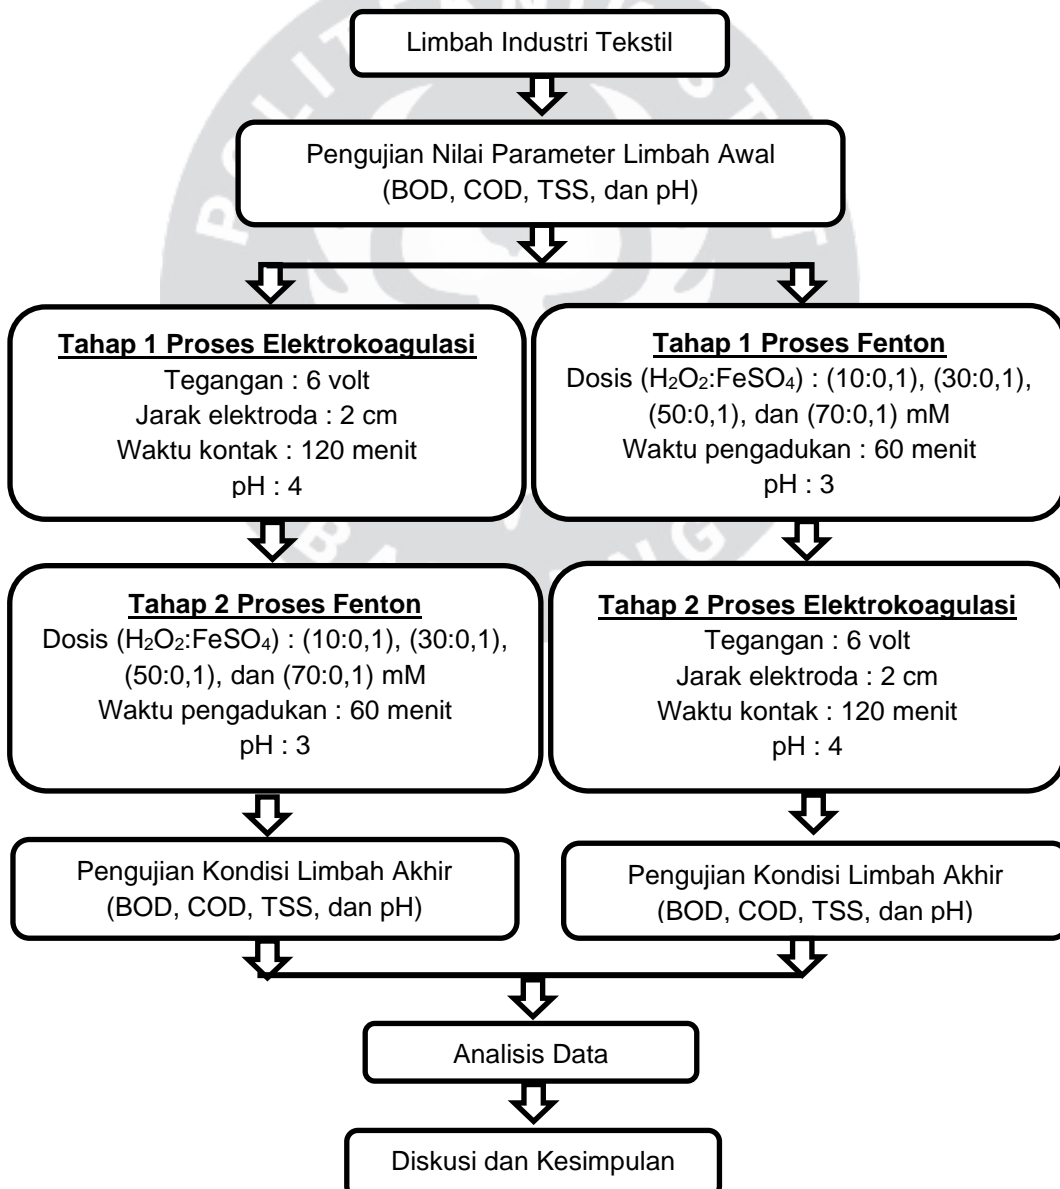 Limbah Industri Tekstil
Pengujian Nilai Parameter Limbah Awal
(BOD, COD, TSS, dan pH)
Tahap 1 Proses Elektrokoagulasi
Tegangan : 6 volt
Jarak elektroda : 2 cm
Waktu kontak : 120 menit
pH : 4
Tahap 1 Proses Fenton
Dosis (H₂O₂:FeSO₄) : (10:0,1), (30:0,1),
(50:0,1), dan (70:0,1) mM
Waktu pengadukan : 60 menit
pH : 3
Tahap 2 Proses Fenton
Dosis (H₂O₂:FeSO₄) : (10:0,1), (30:0,1),
(50:0,1), dan (70:0,1) mM
Waktu pengadukan : 60 menit
pH : 3
Tahap 2 Proses Elektrokoagulasi
Tegangan : 6 volt
Jarak elektroda : 2 cm
Waktu kontak : 120 menit
pH : 4
Pengujian Kondisi Limbah Akhir
(BOD, COD, TSS, dan pH)
Pengujian Kondisi Limbah Akhir
(BOD, COD, TSS, dan pH)
Analisis Data
Diskusi dan Kesimpulan